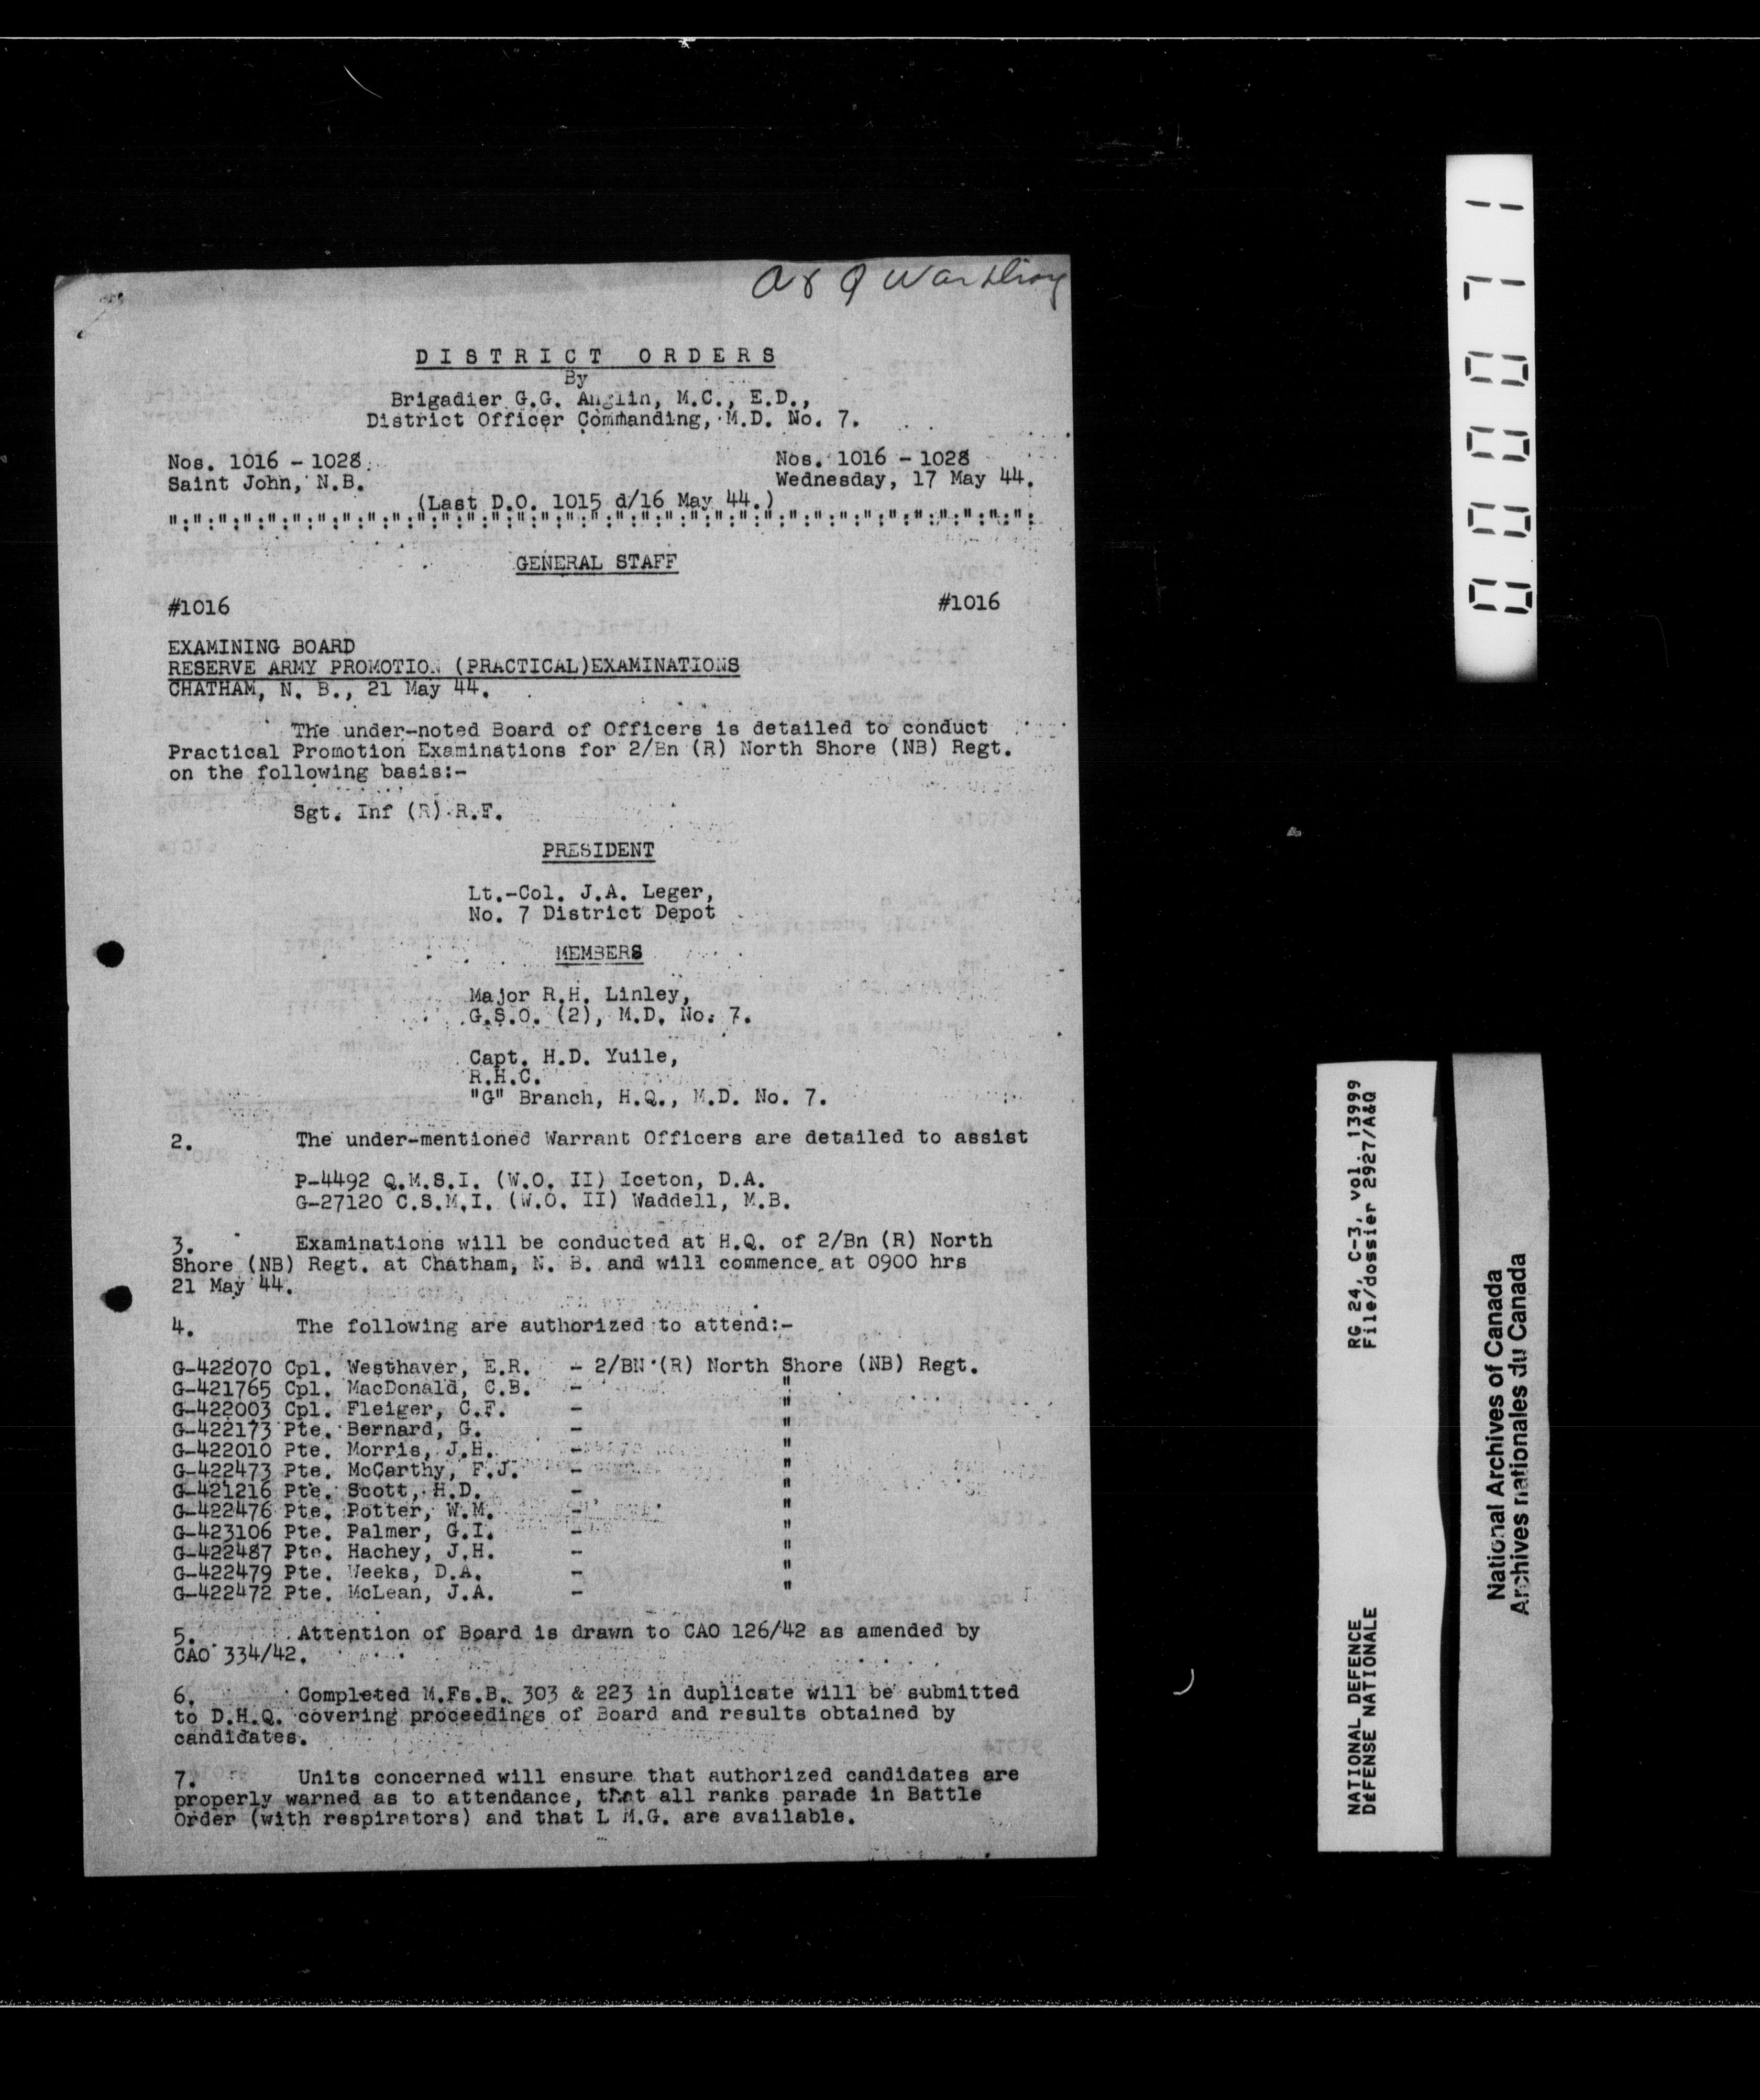 A & Q War Diary
DISTRICT ORDERS
By
Brigadier G.G. Anglin, M.C., E.D.,
District Officer Commanding, M.D. No. 7.
Nos. 1016 - 1028 Nos. 1016 - 1028
Saint John, N.B. Wednesday, 17 May 44.
(Last D.O. 1015 d/16 May 44.)
":":":":":":":":":":":":":":":":":":":":":":":":":":":":":":":":":":":
GENERAL STAFF
#1016 #1016
EXAMINING BOARD
RESERVE ARMY PROMOTION (PRACTICAL)EXAMINATIONS
CHATHAM, N. B., 21 May 44.
The under-noted Board of Officers is detailed to conduct
Practical Promotion Examinations for 2/Bn (R) North Shore (NB) Regt.
on the following basis:-
Sgt. Inf (R) R.F.
PRESIDENT
Lt.-Col. J.A. Leger,
No. 7 District Depot
MEMBERS
Major R.H. Linley,
G.S.O. (2), M.D. No. 7.
Capt. H.D. Yuile,
R.H.C.
"G" Branch, H.Q., M.D. No. 7.
2. The under-mentioned Warrant Officers are detailed to assist
P-4492 Q.M.S.I. (W.O. II) Iceton, D.A.
G-27120 C.S.M.I. (W.O. II) Waddell, M.B.
3. Examinations will be conducted at H.Q. of 2/Bn (R) North
Shore (NB) Regt. at Chatham, N. B. and will commence at 0900 hrs
21 May 44.
4. The following are authorized to attend:-
G-422070 Cpl. Westhaver, E.R. - 2/BN (R) North Shore (NB) Regt.
G-421765 Cpl. MacDonald, C.B. - "
G-422003 Cpl. Fleiger, C.F. - "
G-422173 Pte. Bernard, G. - "
G-422010 Pte. Morris, J.H. - "
G-422473 Pte. McCarthy, F.J. - "
G-421216 Pte. Scott, H.D. - "
G-422476 Pte. Potter, W.M. - "
G-423106 Pte. Palmer, G.I. - "
G-422487 Pte. Hachey, J.H. - "
G-422479 Pte. Weeks, D.A. - "
G-422472 Pte. McLean, J.A. - "
5. Attention of Board is drawn to CAO 126/42 as amended by
CAO 334/42.
6. Completed M.Fs.B. 303 & 223 in duplicate will be submitted
to D.H.Q. covering proceedings of Board and results obtained by
candidates.
7. Units concerned will ensure that authorized candidates are
properly warned as to attendance, that all ranks parade in Battle
Order (with respirators) and that L M.G. are available.
000071
RG 24, C-3, vol. 13999
File/dossier 2927/A&Q
NATIONAL DEFENCE
DÉFENSE NATIONALE
National Archives of Canada
Archives nationales du Canada